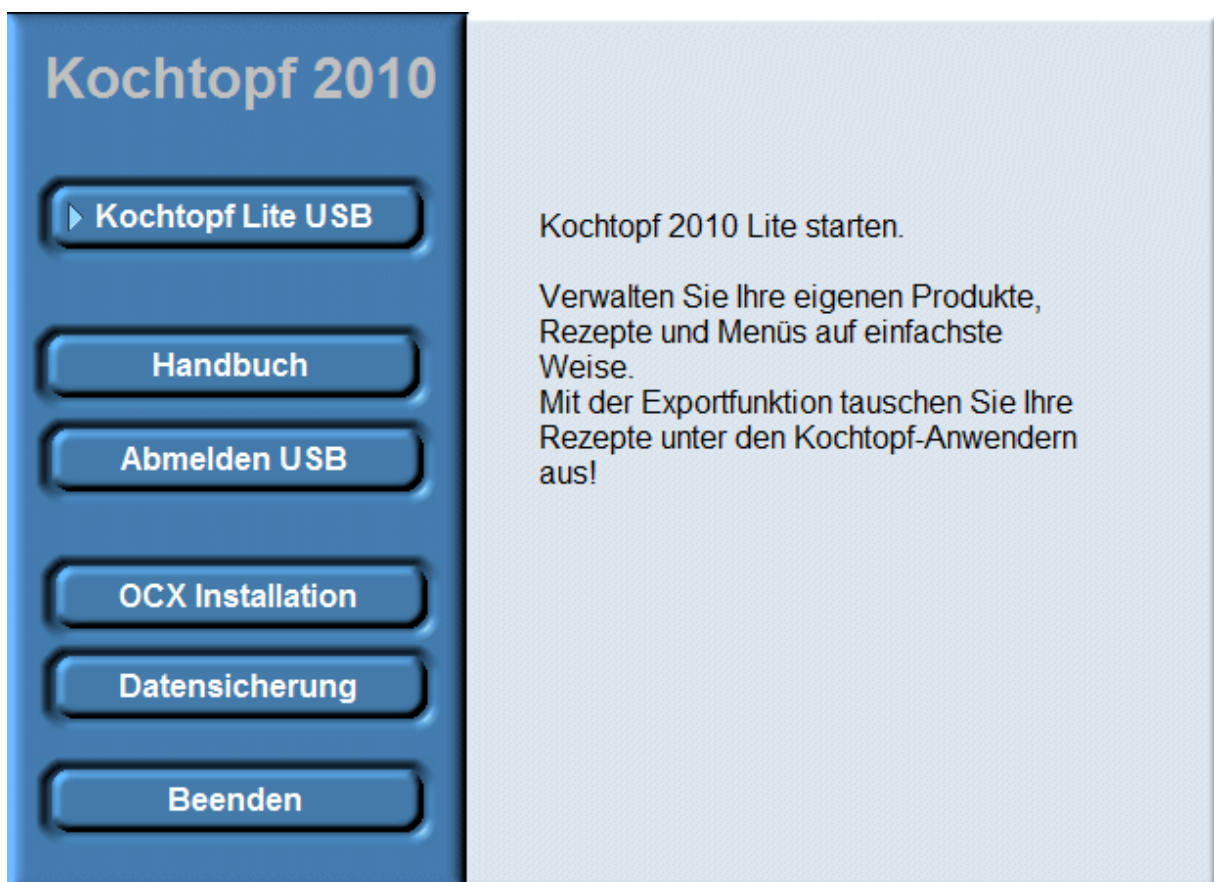 Kochtopf 2010
Kochtopf Lite USB
Handbuch
Abmelden USB
OCX Installation
Datensicherung
Beenden
Kochtopf 2010 Lite starten.
Verwalten Sie Ihre eigenen Produkte,
Rezepte und Menüs auf einfachste
Weise.
Mit der Exportfunktion tauschen Sie Ihre
Rezepte unter den Kochtopf-Anwendern
aus!